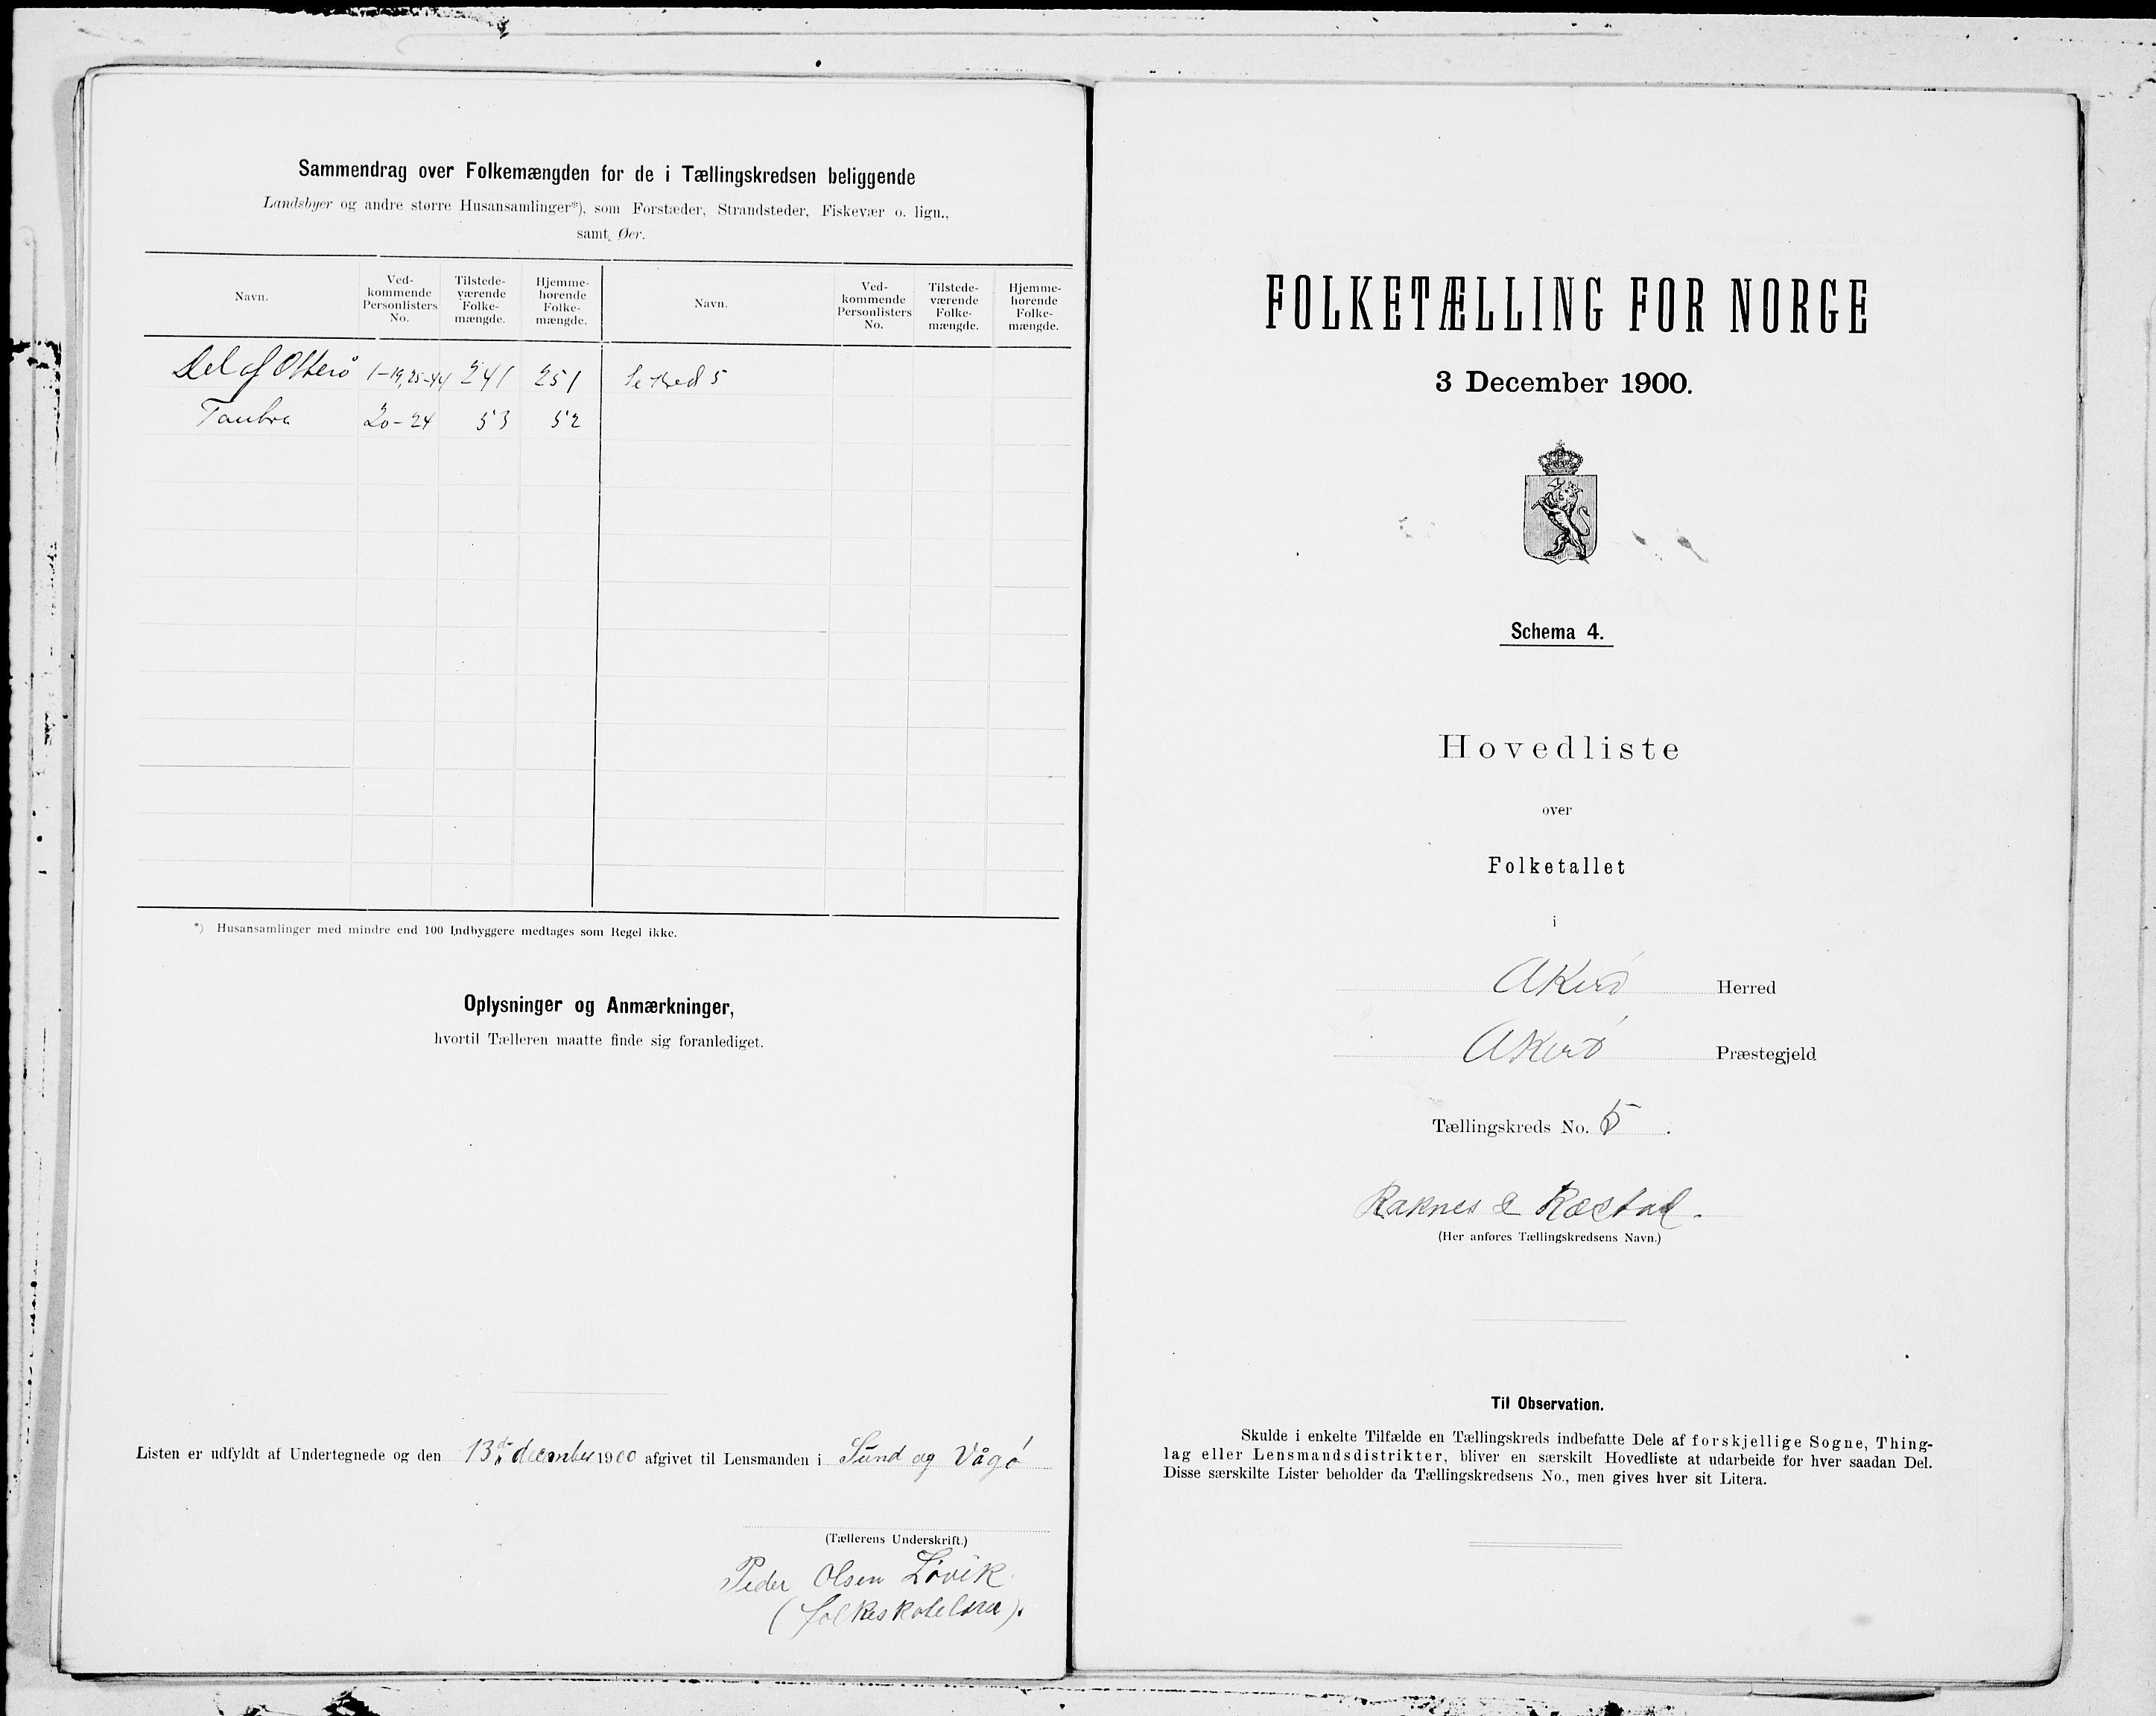 Sammendrag over Folkemængden for de i Tællingskredsen beliggende
Landsbyer og andre større Husansamlinger*), som Forstæder, Strandsteder, Fiskevær o. lign.,
samt Øer.
Navn. Ved-kommende Personlisters No. Tilstede-værende Folke-mængde. Hjemme-hørende Folke-mængde. Navn. Ved-kommende Personlisters No. Tilstede-værende Folke-mængde. Hjemme-hørende Folke-mængde.
Del af Otterø 1-19, 25-44 241 251 Se Kreds 5
Tautra 20-24 53 52
*) Husansamlinger med mindre end 100 Indbyggere medtages som Regel ikke.
Oplysninger og Anmærkninger,
hvortil Tælleren maatte finde sig foranlediget.
Listen er udfyldt af Undertegnede og den 13de december 1900 afgivet til Lensmanden i Sund og Vågø
(Tællerens Underskrift.)
Peder Olsen Løvik
(folkeskolelærer).
FOLKETÆLLING FOR NORGE
3 December 1900.
Schema 4.
Hovedliste
over
Folketallet
i
Akerø Herred
Akerø Præstegjeld
Tællingskreds No. 5.
Raknes & Ræstad.
(Her anføres Tællingskredsens Navn.)
Til Observation.
Skulde i enkelte Tilfælde en Tællingskreds indbefatte Dele af forskjellige Sogne, Thing-
lag eller Lensmandsdistrikter, bliver en særskilt Hovedliste at udarbeide for hver saadan Del.
Disse særskilte Lister beholder da Tællingskredsens No., men gives hver sit Litera.